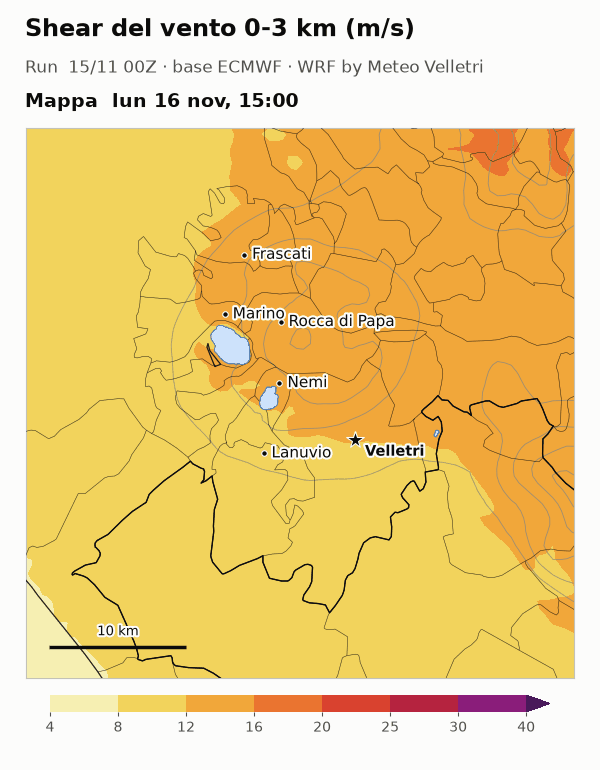 Shear del vento 0-3 km (m/s)
Run  15/11 00Z · base ECMWF · WRF by Meteo Velletri
Mappa  lun 16 nov, 15:00
Frascati
Marino
Rocca di Papa
Nemi
Velletri
Lanuvio
10 km
4 8 12 16 20 25 30 40